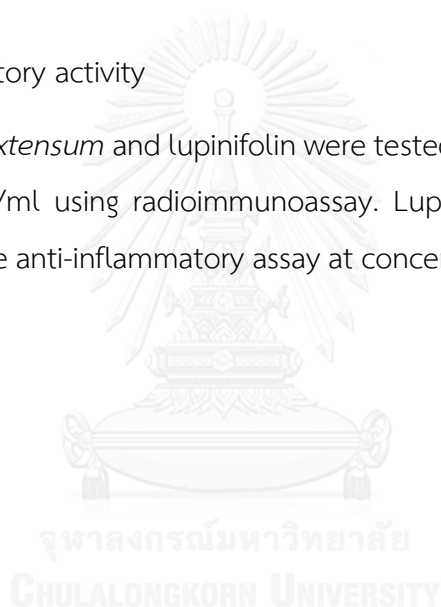 tory activity
xtensum and lupinifolin were tested
/ml using radioimmunoassay. Lup
e anti-inflammatory assay at concer
จุฬาลงกรณ์มหาวิทยาลัย
CHULALONGKORN UNIVERSITY